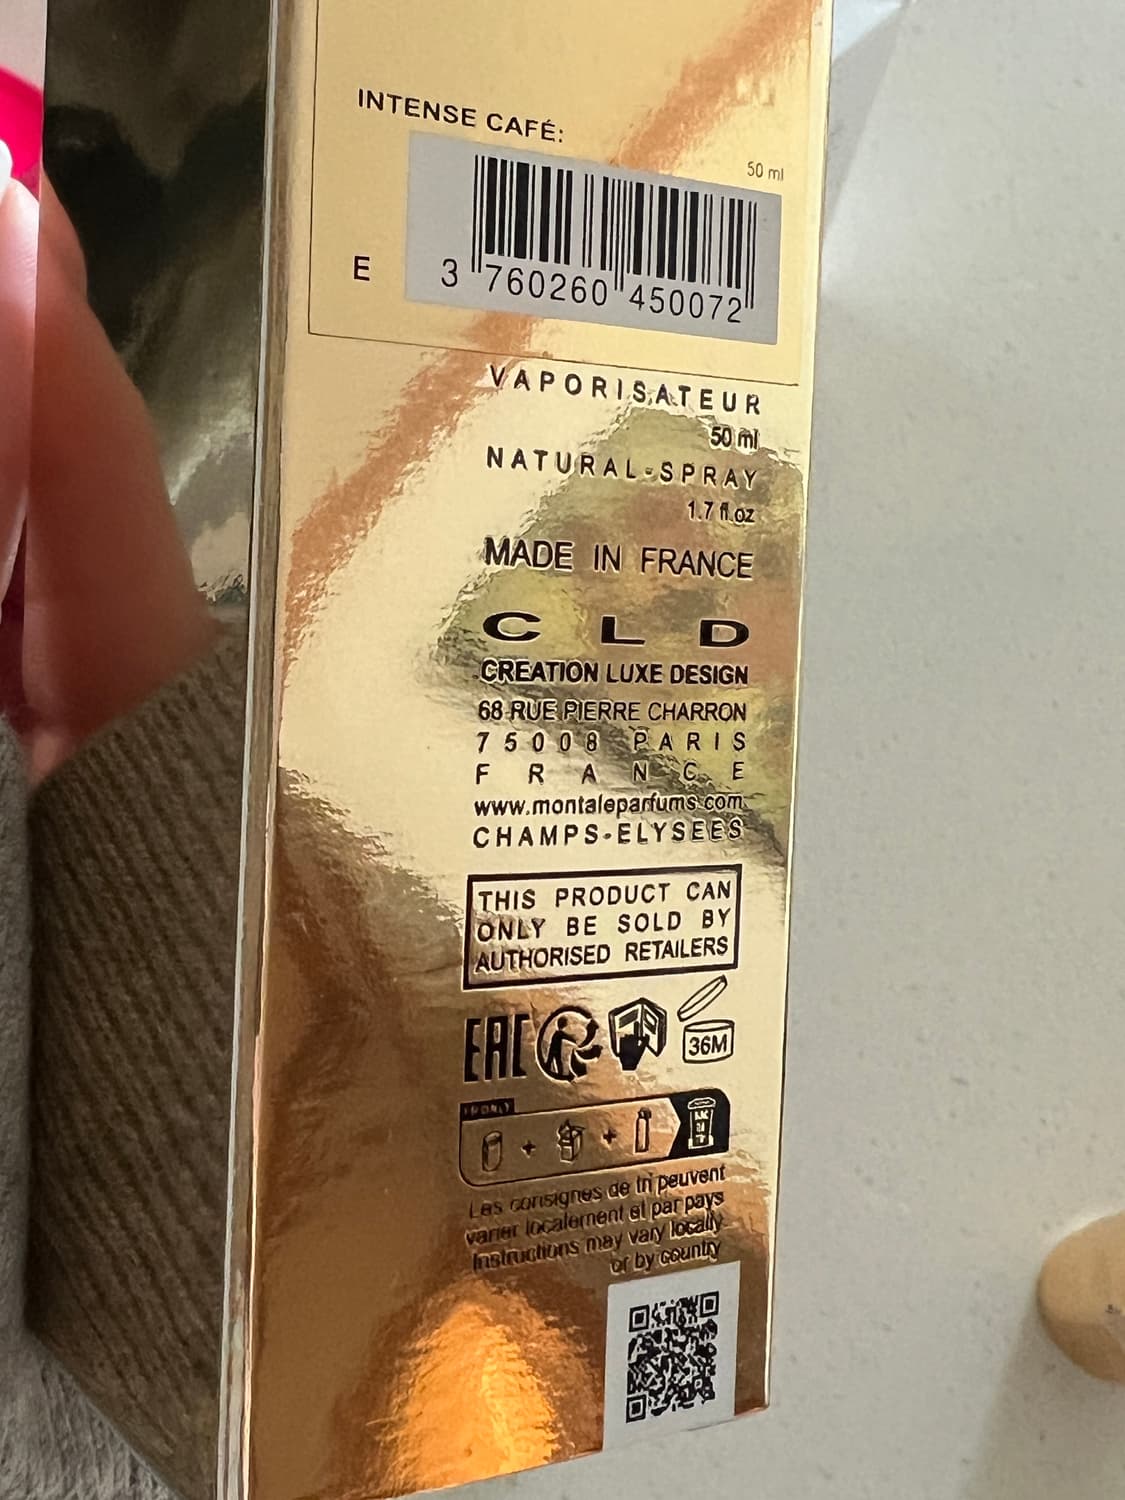 INTENSE CAFÉ:
50 ml
E
3 760260 450072
VAPORISATEUR
50 ml
NATURAL-SPRAY
1.7 fl.oz
MADE IN FRANCE
CLD
CREATION LUXE DESIGN
68 RUE PIERRE CHARRON
75008 PARIS
FRANCE
www.montaleparfums.com
CHAMPS-ELYSEES
THIS PRODUCT CAN
ONLY BE SOLD BY
AUTHORISED RETAILERS
EAC
36M
+ +
Les consignes de tri peuvent
varier localement et par pays
Instructions may vary locally
or by country